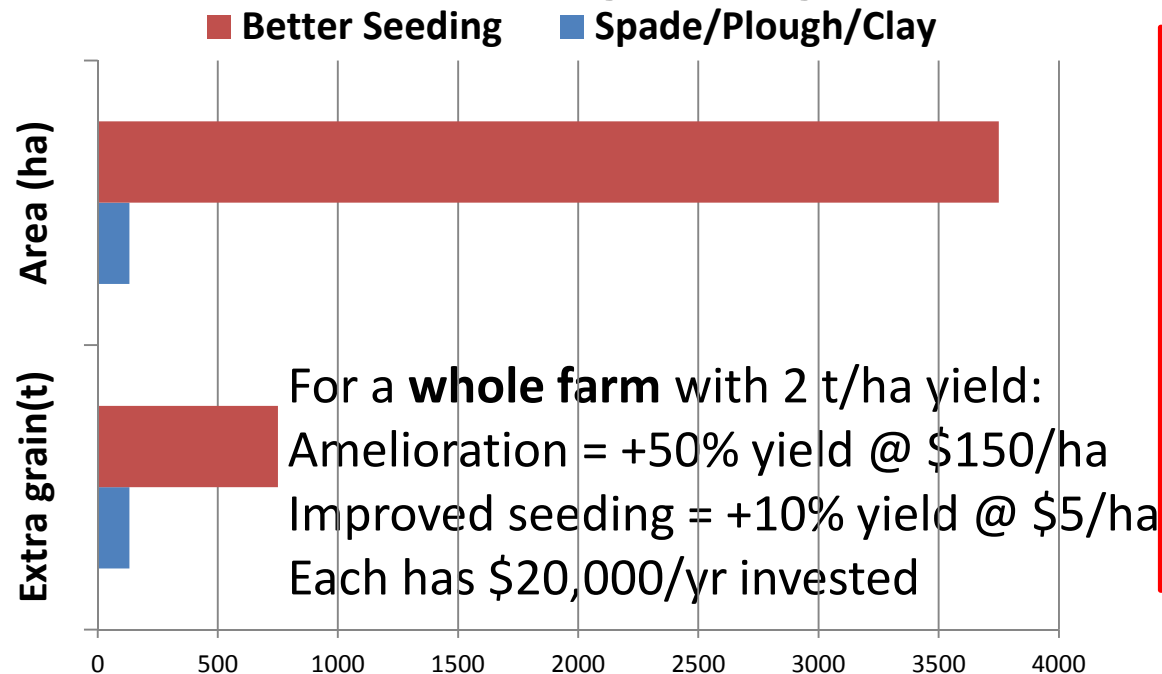 Better Seeding Spade/Plough/Clay
Area (ha)
Extra grain(t)
For a whole farm with 2 t/ha yield:
Amelioration = +50% yield @ $150/ha
Improved seeding = +10% yield @ $5/ha
Each has $20,000/yr invested
0 500 1000 1500 2000 2500 3000 3500 4000